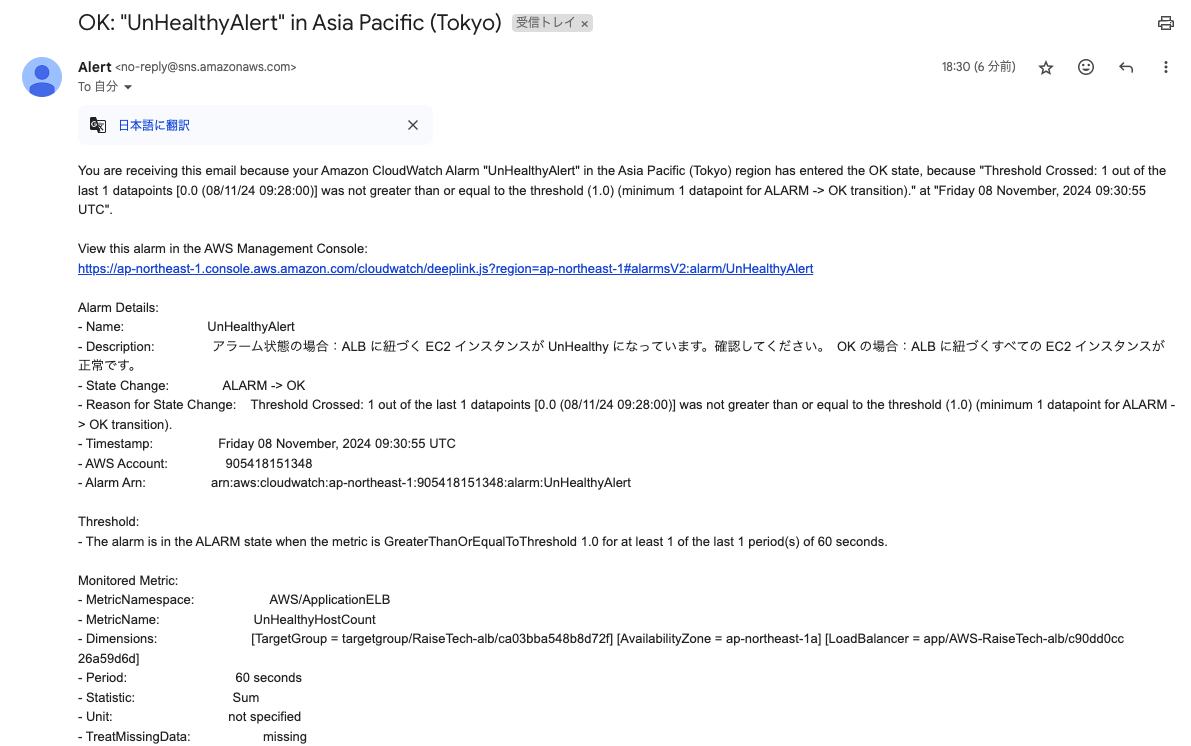 OK: "UnHealthyAlert" in Asia Pacific (Tokyo) 受信トレイ ×
Alert <no-reply@sns.amazonaws.com>
18:30 (6 分前)
To 自分
日本語に翻訳
You are receiving this email because your Amazon CloudWatch Alarm "UnHealthyAlert" in the Asia Pacific (Tokyo) region has entered the OK state, because "Threshold Crossed: 1 out of the
last 1 datapoints [0.0 (08/11/24 09:28:00)] was not greater than or equal to the threshold (1.0) (minimum 1 datapoint for ALARM -> OK transition)." at "Friday 08 November, 2024 09:30:55
UTC".
View this alarm in the AWS Management Console:
https://ap-northeast-1.console.aws.amazon.com/cloudwatch/deeplink.js?region=ap-northeast-1#alarmsV2:alarm/UnHealthyAlert
Alarm Details:
- Name: UnHealthyAlert
- Description: アラーム状態の場合：ALB に紐づく EC2 インスタンスが UnHealthy になっています。確認してください。 OK の場合：ALB に紐づくすべての EC2 インスタンスが
正常です。
- State Change: ALARM -> OK
- Reason for State Change: Threshold Crossed: 1 out of the last 1 datapoints [0.0 (08/11/24 09:28:00)] was not greater than or equal to the threshold (1.0) (minimum 1 datapoint for ALARM -
> OK transition).
- Timestamp: Friday 08 November, 2024 09:30:55 UTC
- AWS Account: 905418151348
- Alarm Arn: arn:aws:cloudwatch:ap-northeast-1:905418151348:alarm:UnHealthyAlert
Threshold:
- The alarm is in the ALARM state when the metric is GreaterThanOrEqualToThreshold 1.0 for at least 1 of the last 1 period(s) of 60 seconds.
Monitored Metric:
- MetricNamespace: AWS/ApplicationELB
- MetricName: UnHealthyHostCount
- Dimensions: [TargetGroup = targetgroup/RaiseTech-alb/ca03bba548b8d72f] [AvailabilityZone = ap-northeast-1a] [LoadBalancer = app/AWS-RaiseTech-alb/c90dd0cc
26a59d6d]
- Period: 60 seconds
- Statistic: Sum
- Unit: not specified
- TreatMissingData: missing